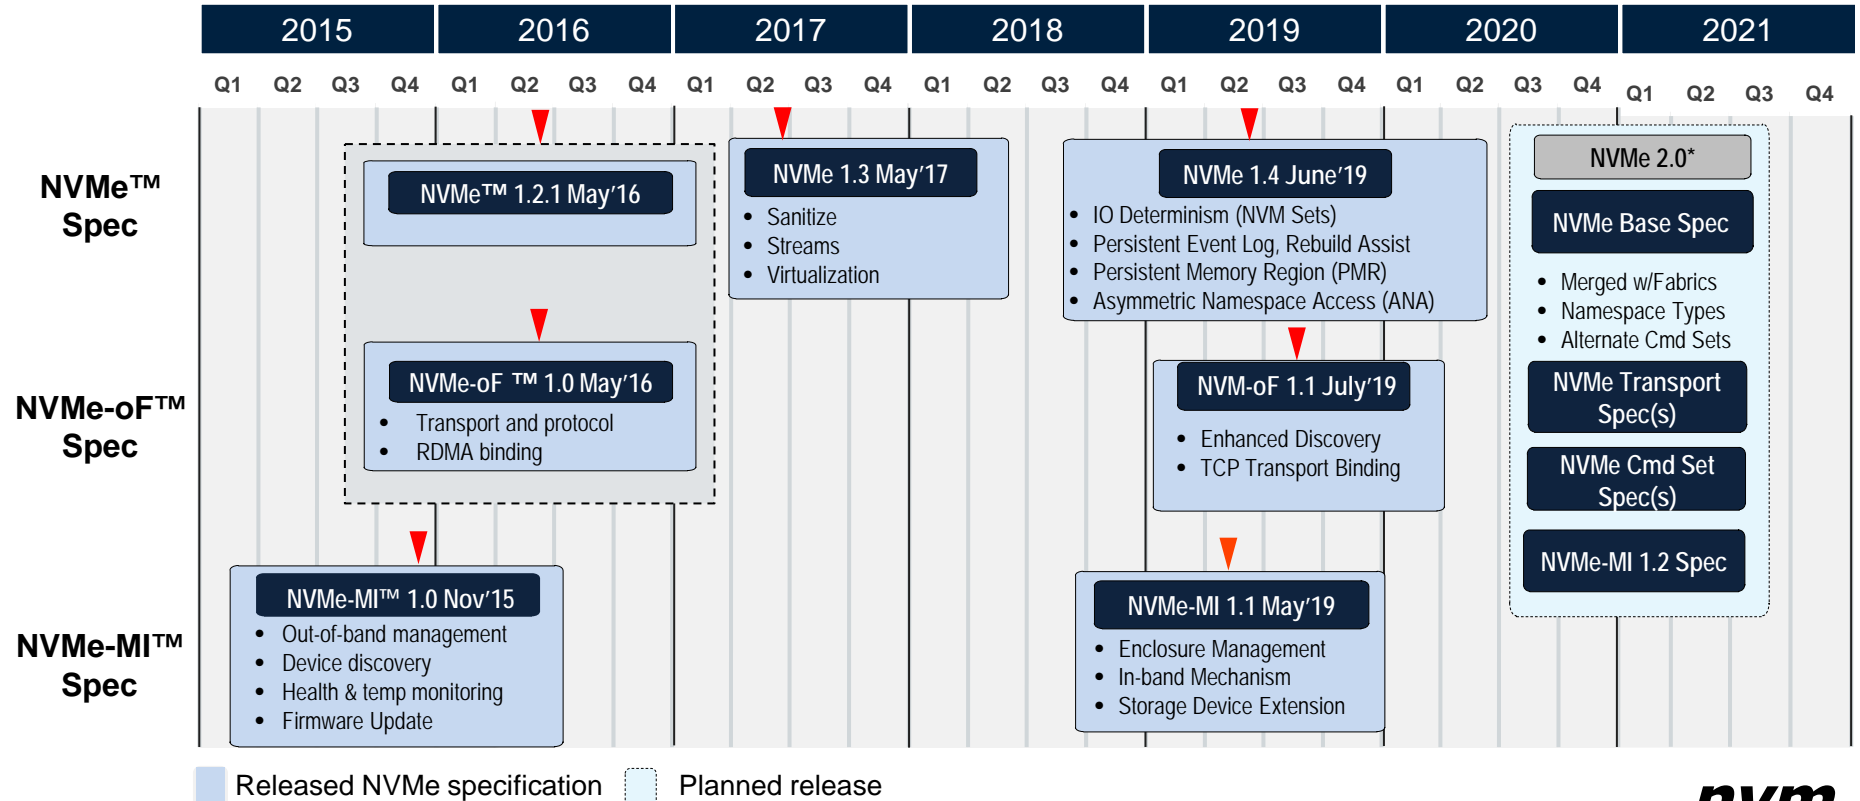 2015 2016 2017 2018 2019 2020 2021
Q1 Q2 Q3 Q4 Q1 Q2 Q3 Q4 Q1 Q2 Q3 Q4 Q1 Q2 Q3 Q4 Q1 Q2 Q3 Q4 Q1 Q2 Q3 Q4 Q1 Q2 Q3 Q4
NVMe™
Spec
NVMe™ 1.2.1 May'16
NVMe 1.3 May'17
• Sanitize
• Streams
• Virtualization
NVMe 1.4 June'19
• IO Determinism (NVM Sets)
• Persistent Event Log, Rebuild Assist
• Persistent Memory Region (PMR)
• Asymmetric Namespace Access (ANA)
NVMe 2.0*
NVMe Base Spec
• Merged w/Fabrics
• Namespace Types
• Alternate Cmd Sets
NVMe Transport
Spec(s)
NVMe Cmd Set
Spec(s)
NVMe-MI 1.2 Spec
NVMe-oF™
Spec
NVMe-oF ™ 1.0 May'16
• Transport and protocol
• RDMA binding
NVM-oF 1.1 July'19
• Enhanced Discovery
• TCP Transport Binding
NVMe-MI™
Spec
NVMe-MI™ 1.0 Nov'15
• Out-of-band management
• Device discovery
• Health & temp monitoring
• Firmware Update
NVMe-MI 1.1 May'19
• Enclosure Management
• In-band Mechanism
• Storage Device Extension
Released NVMe specification
Planned release
nvm